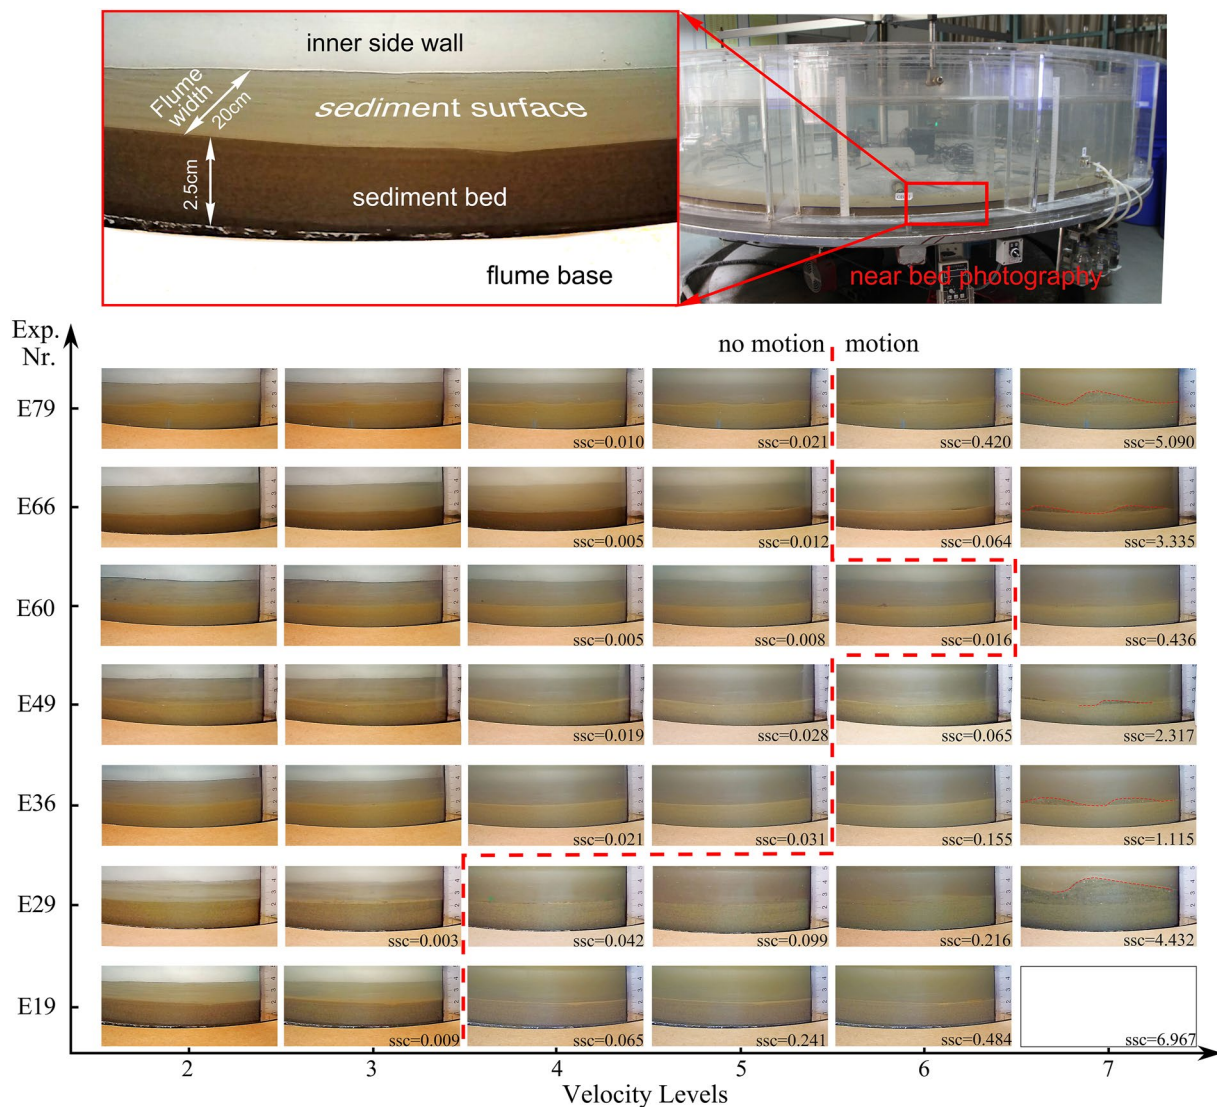 inner side wall
Flume
width
20cm
sediment surface
2.5cm
sediment bed
flume base
near bed photography
Exp.
Nr.
no motion motion
E79
ssc=0.010 ssc=0.021 ssc=0.420 ssc=5.090
E66
ssc=0.005 ssc=0.012 ssc=0.064 ssc=3.335
E60
ssc=0.005 ssc=0.008 ssc=0.016 ssc=0.436
E49
ssc=0.019 ssc=0.028 ssc=0.065 ssc=2.317
E36
ssc=0.021 ssc=0.031 ssc=0.155 ssc=1.115
E29
ssc=0.003 ssc=0.042 ssc=0.099 ssc=0.216 ssc=4.432
E19
ssc=0.009 ssc=0.065 ssc=0.241 ssc=0.484 ssc=6.967
2 3 4 5 6 7
Velocity Levels